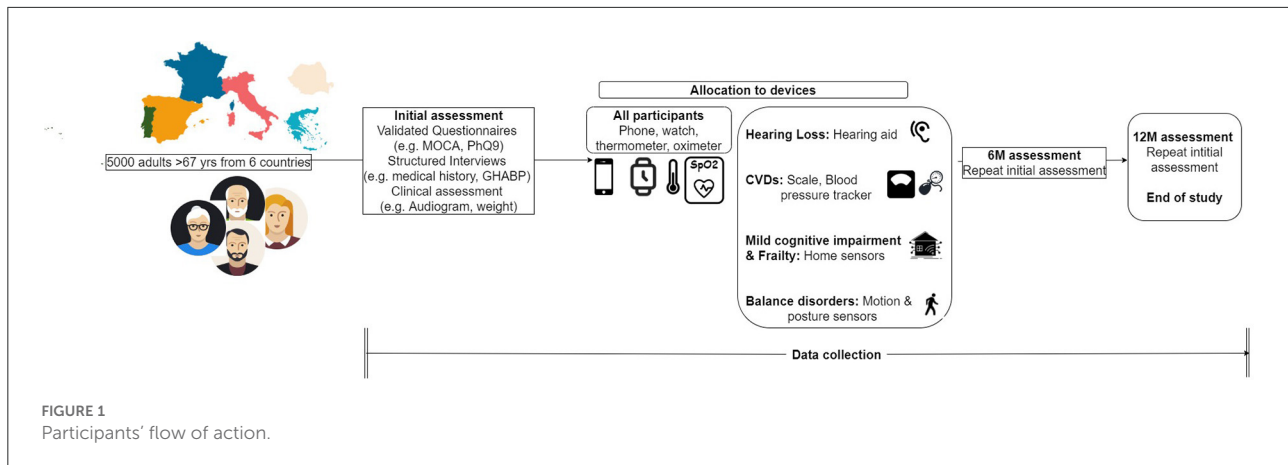 5000 adults >67 yrs from 6 countries
Initial assessment
Validated Questionnaires
(e.g. MOCA, PhQ9)
Structured Interviews
(e.g. medical history, GHABP)
Clinical assessment
(e.g. Audiogram, weight)
Allocation to devices
All participants
Phone, watch,
thermometer, oximeter
SpO2
Hearing Loss: Hearing aid
CVDs: Scale, Blood
pressure tracker
Mild cognitive impairment
& Frailty: Home sensors
Balance disorders: Motion &
posture sensors
6M assessment
Repeat initial assessment
12M assessment
Repeat intitial
assessment
End of study
Data collection
FIGURE 1
Participants' flow of action.